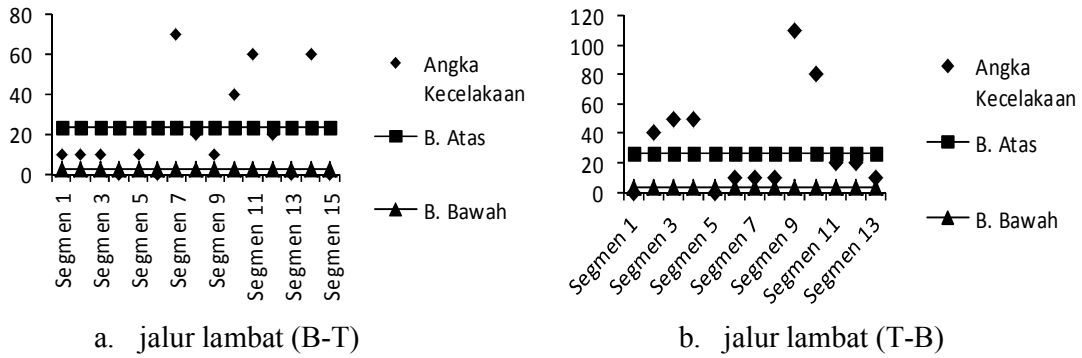 80
60
40
20
0
Segmen 1
Segmen 3
Segmen 5
Segmen 7
Segmen 9
Segmen 11
Segmen 13
Segmen 15
Angka
Kecelakaan
B. Atas
B. Bawah
a. jalur lambat (B-T)
120
100
80
60
40
20
0
Segmen 1
Segmen 3
Segmen 5
Segmen 7
Segmen 9
Segmen 11
Segmen 13
Angka
Kecelakaan
B. Atas
B. Bawah
b. jalur lambat (T-B)